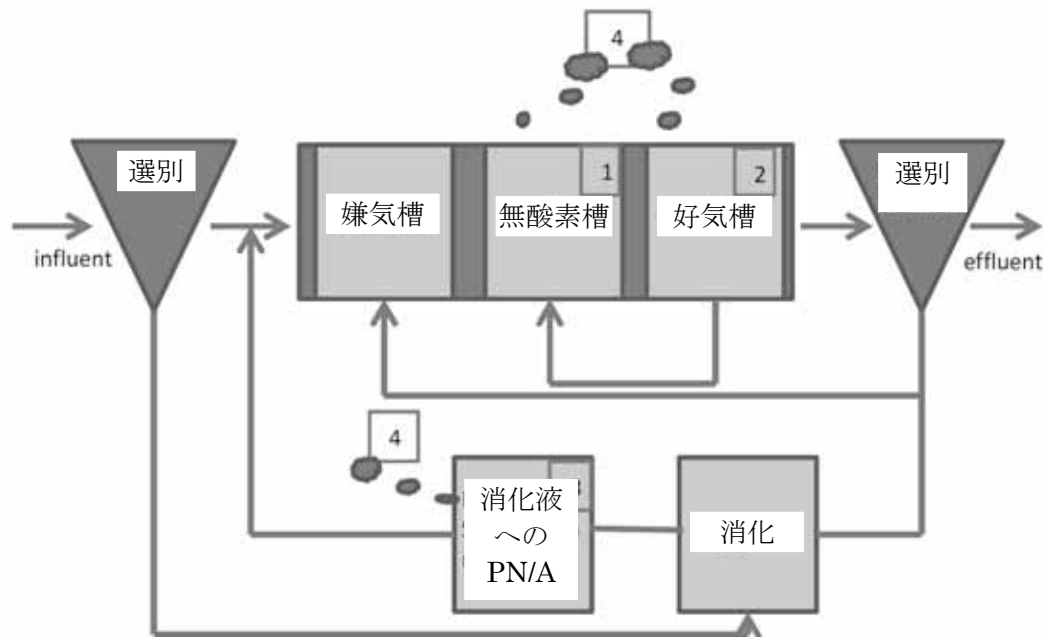 4
選別
嫌気槽
無酸素槽
1
好気槽
2
選別
influent
effluent
4
消化液
への
PN/A
消化